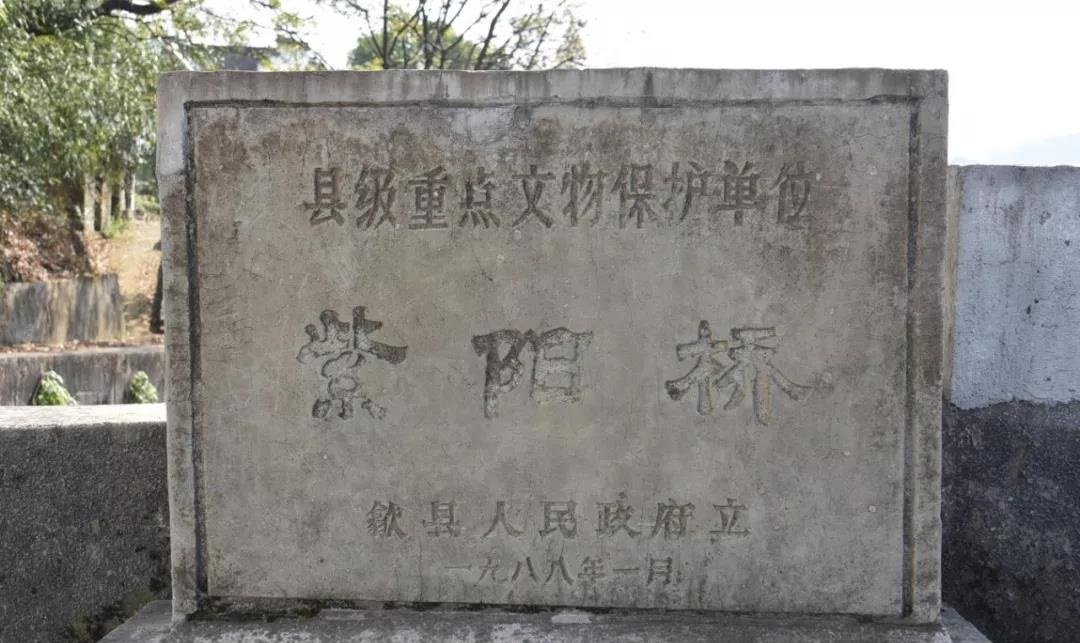 县级重点文物保护单位
紫阳桥
歙县人民政府立
一九八八年一月